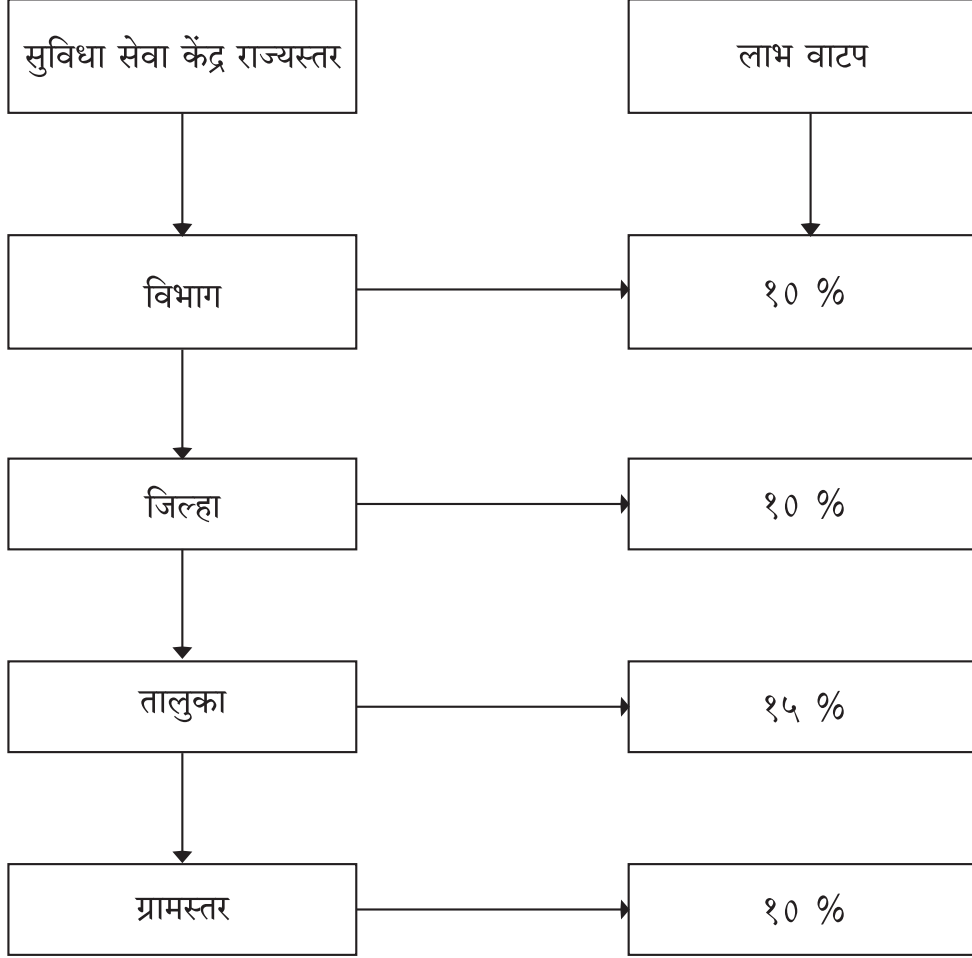 सुविधा सेवा केंद्र राज्यस्तर
लाभ वाटप
विभाग
१० %
जिल्हा
१० %
तालुका
१५ %
ग्रामस्तर
१० %